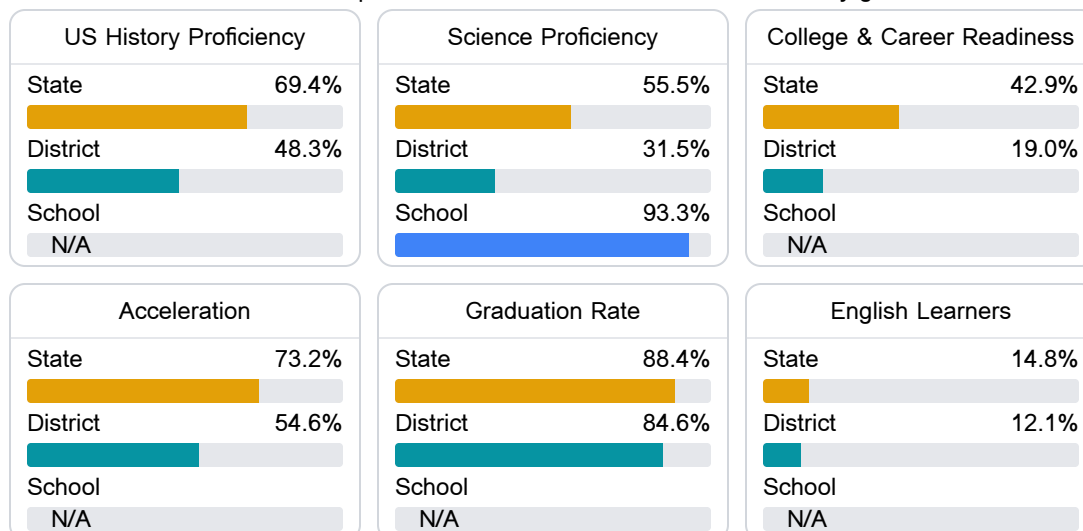 US History Proficiency
State 69.4%
District 48.3%
School
N/A
Science Proficiency
State 55.5%
District 31.5%
School 93.3%
College & Career Readiness
State 42.9%
District 19.0%
School
N/A
Acceleration
State 73.2%
District 54.6%
School
N/A
Graduation Rate
State 88.4%
District 84.6%
School
N/A
English Learners
State 14.8%
District 12.1%
School
N/A